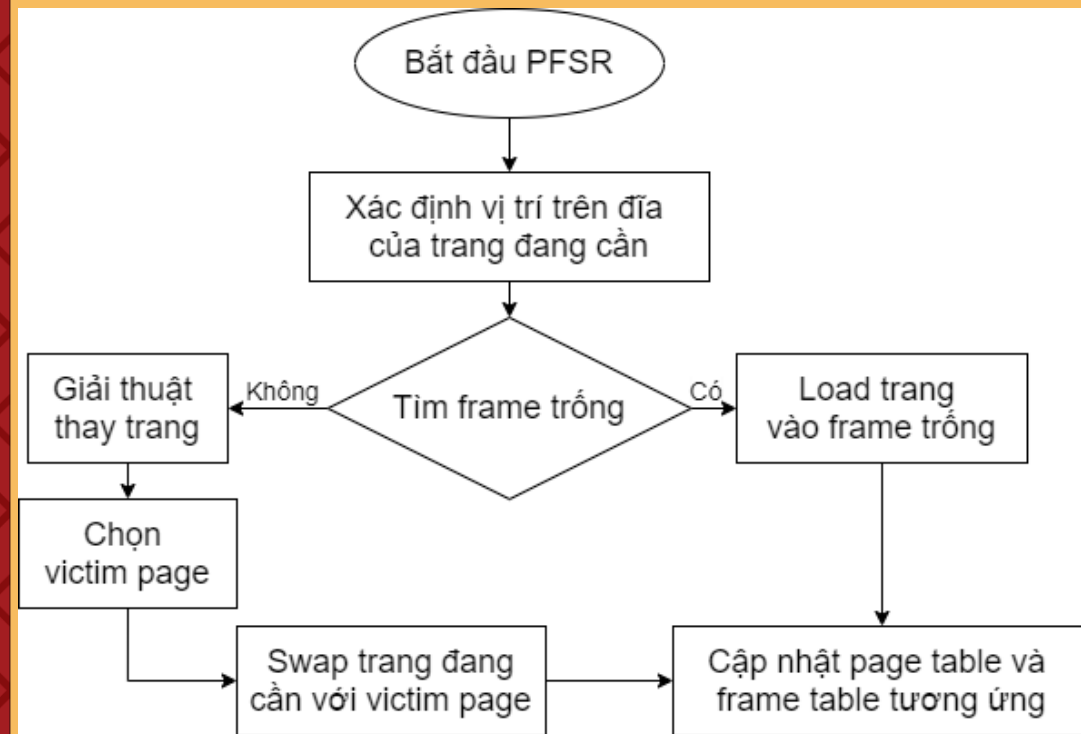 Bắt đầu PFSR
Xác định vị trí trên đĩa
của trang đang cần
Giải thuật
thay trang
Không
Tìm frame trống
Có
Load trang
vào frame trống
Chọn
victim page
Swap trang đang
cần với victim page
Cập nhật page table và
frame table tương ứng